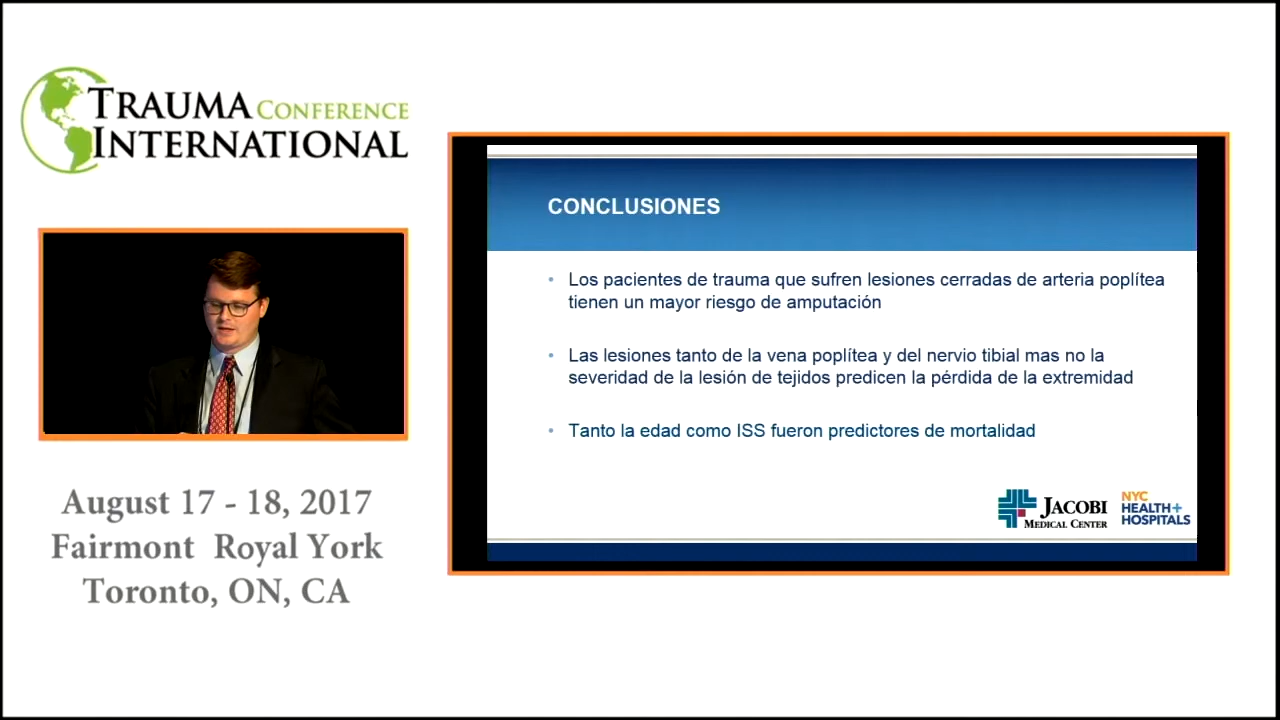 TRAUMA CONFERENCE
INTERNATIONAL
August 17 - 18, 2017
Fairmont Royal York
Toronto, ON, CA
CONCLUSIONES
• Los pacientes de trauma que sufren lesiones cerradas de arteria poplítea
tienen un mayor riesgo de amputación
• Las lesiones tanto de la vena poplítea y del nervio tibial mas no la
severidad de la lesión de tejidos predicen la pérdida de la extremidad
• Tanto la edad como ISS fueron predictores de mortalidad
JACOBI
MEDICAL CENTER
NYC
HEALTH+
HOSPITALS